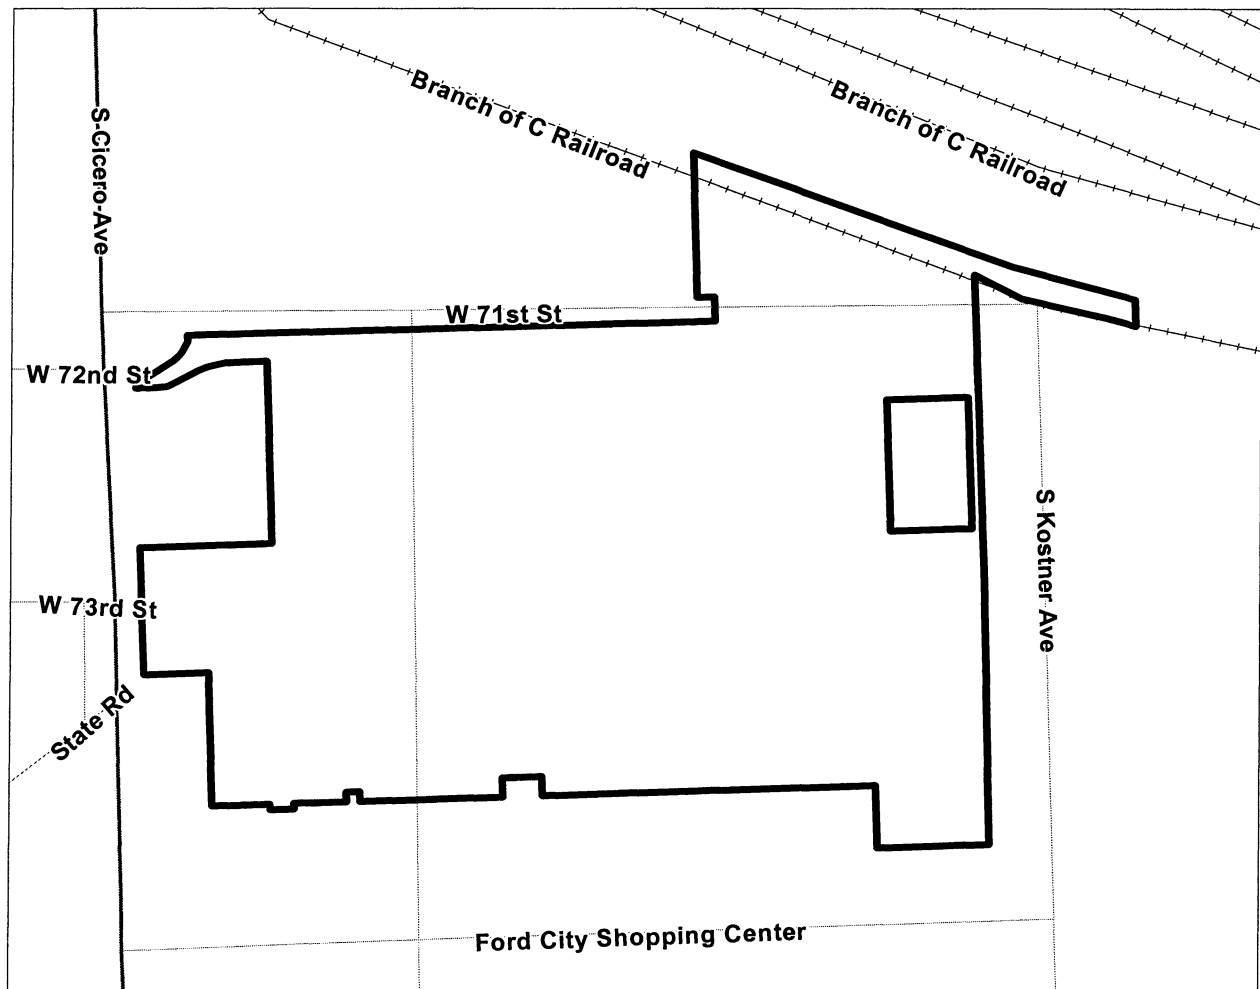 Branch of C Railroad
Branch of C Railroad
S-Cicero-Ave
W 71st St
W 72nd St
S Kostner Ave
W 73rd St
State Rd
Ford City Shopping Center